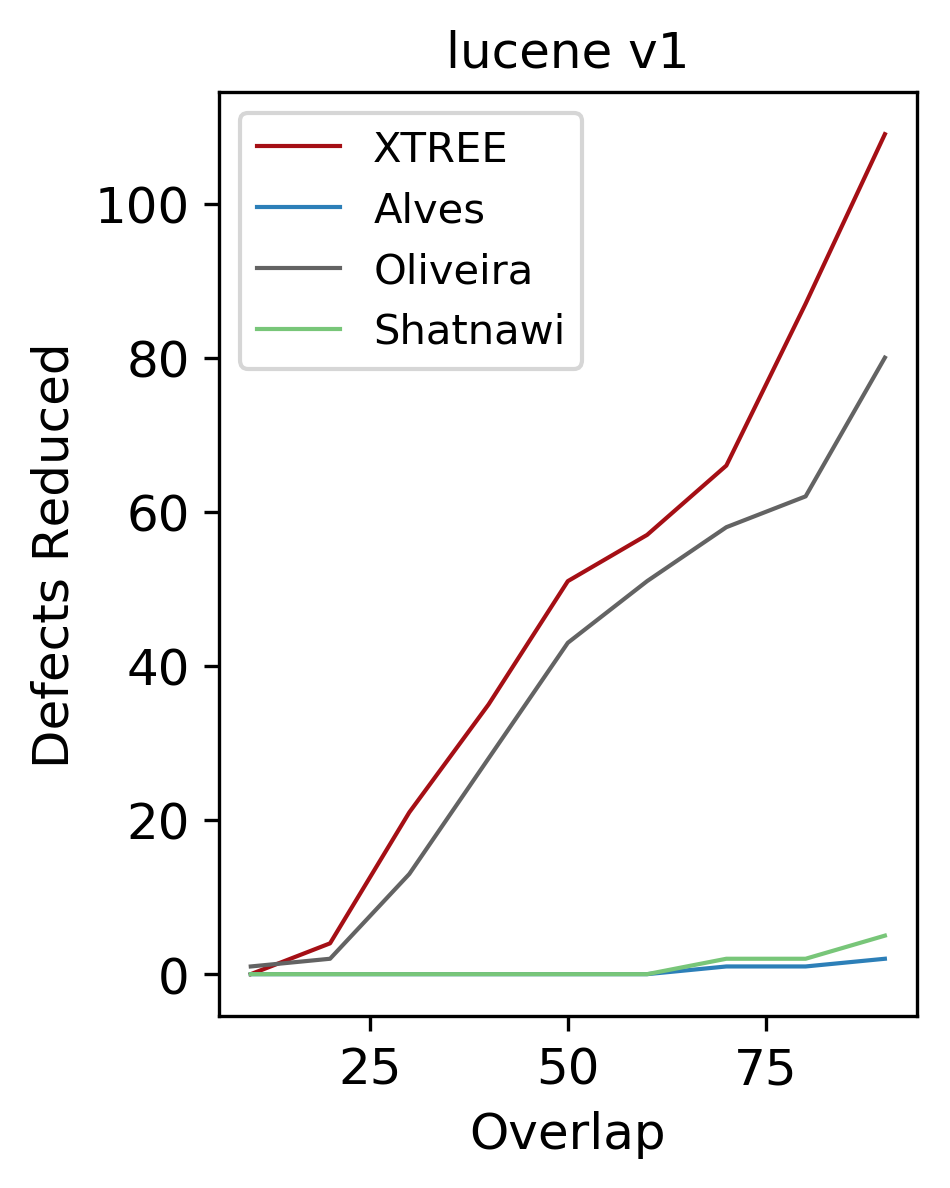 lucene v1
XTREE
Alves
Oliveira
Shatnawi
Defects Reduced
100
80
60
40
20
0
25 50 75
Overlap